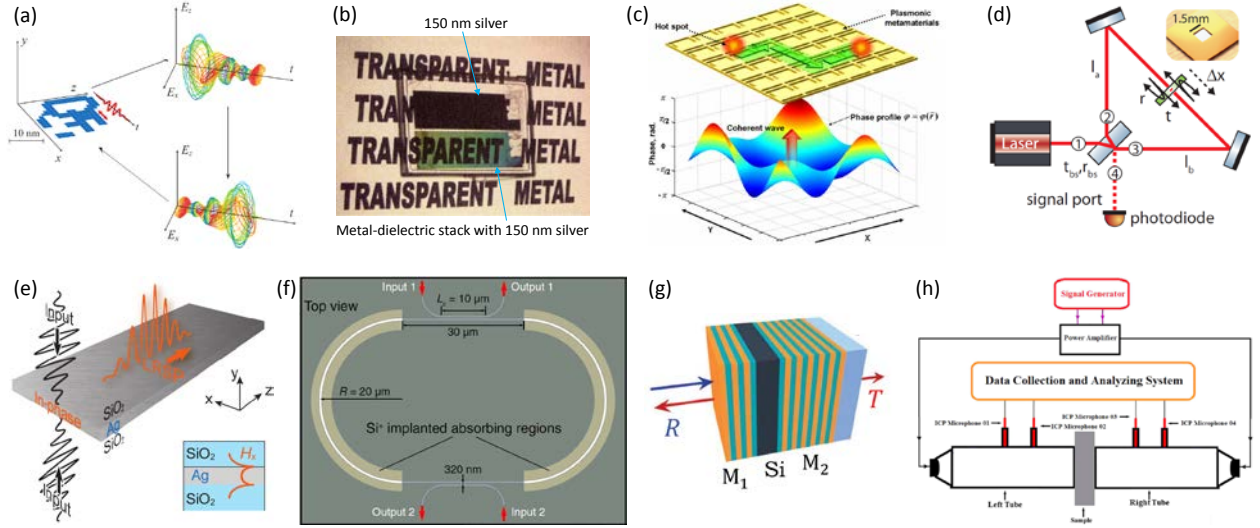 (a)
y
z
x
10 nm
t
E_z
E_x
t
E_z
E_x
t
(b)
150 nm silver
TRANSPARENT METAL
TRANSPARENT METAL
TRANSPARENT METAL
TRANSPARENT METAL
Metal-dielectric stack with 150 nm silver
(c)
Hot spot
Plasmonic
metamaterials
Phase, rad.
π
π/2
0
-π/2
-π
Coherent wave
Phase profile φ = φ(r⃗)
Y
X
(d)
1.5mm
l_a
Δx
r
t
Laser
1
2
3
4
t_bs, r_bs
l_b
signal port
photodiode
(e)
Input
In-phase
SiO₂
Ag
SiO₂
Input
y
x
z
SiO₂
H_x
Ag
SiO₂
(f)
Top view
Input 1
Output 1
= 10 µm
30 µm
R = 20 µm
Si⁺ implanted absorbing regions
320 nm
Output 2
Input 2
(g)
R
T
M₁
Si
M₂
(h)
Signal Generator
Power Amplifier
Data Collection and Analyzing System
ICP Microphone 01
ICP Microphone 02
ICP Microphone 03
ICP Microphone 04
Left Tube
Right Tube
Sample